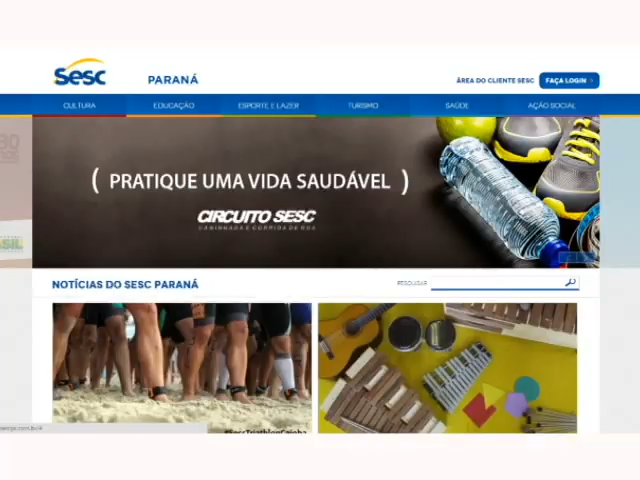 Sesc
PARANÁ
ÁREA DO CLIENTE SESC
FAÇA LOGIN
CULTURA
EDUCAÇÃO
ESPORTE E LAZER
TURISMO
SAÚDE
AÇÃO SOCIAL
( PRATIQUE UMA VIDA SAUDÁVEL )
CIRCUITO SESC
CAMINHADA E CORRIDA DE RUA
NOTÍCIAS DO SESC PARANÁ
PESQUISAR
#SescTriathlonCaioba